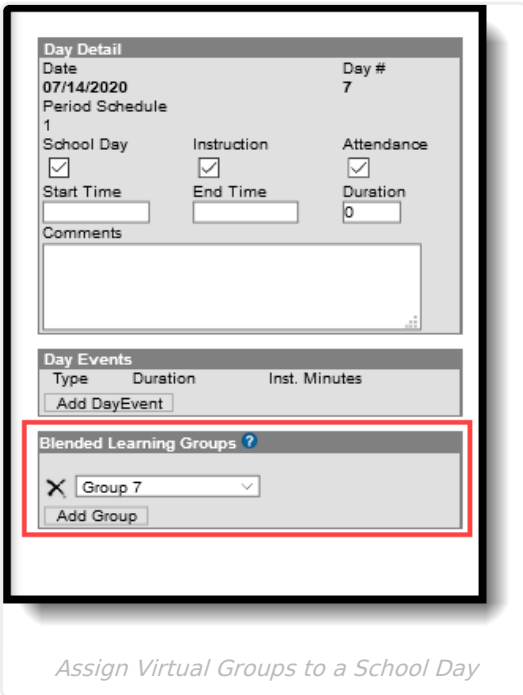 Day Detail
Date Day #
07/14/2020 7
Period Schedule
1
School Day Instruction Attendance
Start Time End Time Duration
0
Comments
Day Events
Type Duration Inst. Minutes
Add DayEvent
Blended Learning Groups ?
Group 7
Add Group
Assign Virtual Groups to a School Day